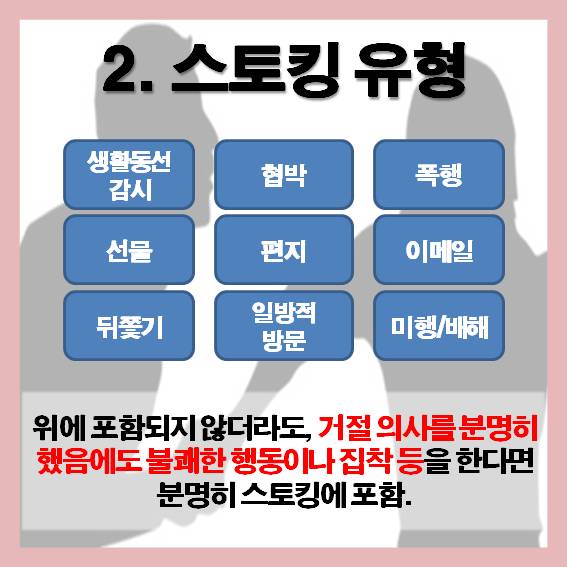 2. 스토킹 유형
생활동선
감시
협박
폭행
선물
편지
이메일
뒤쫓기
일방적
방문
미행/배해
위에 포함되지 않더라도, 거절 의사를 분명히
했음에도 불쾌한 행동이나 집착 등을 한다면
분명히 스토킹에 포함.